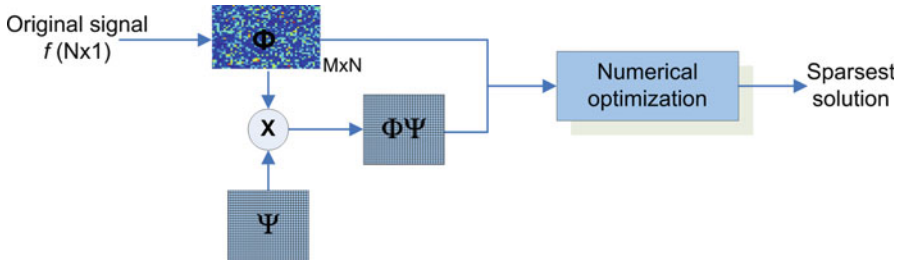 Original signal
f (Nx1)
Φ
MxN
X
ΦΨ
Ψ
Numerical
optimization
Sparsest
solution